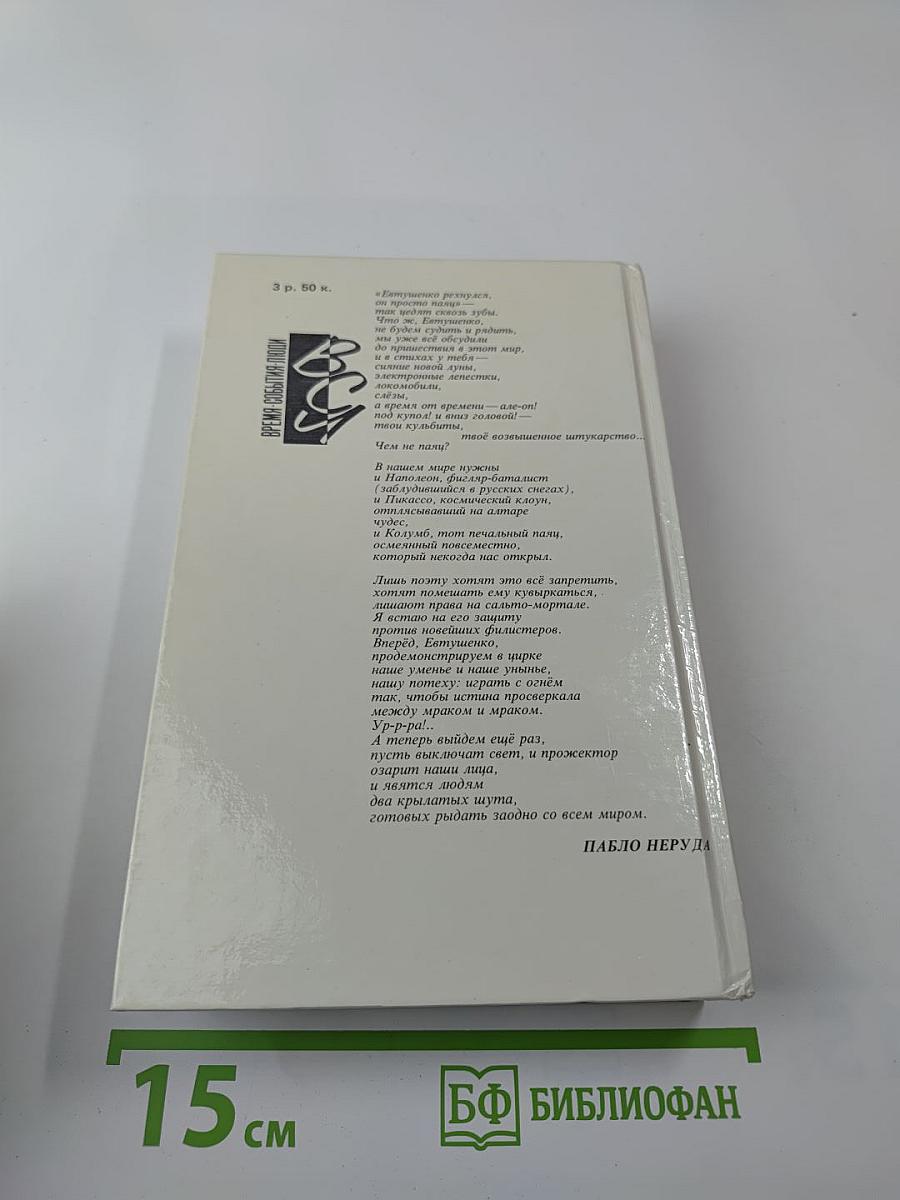 3 р. 50 к.
ВРЕМЯ·СОБЫТИЯ·ЛЮДИ
ВСЛ
«Евтушенко рехнулся,
он просто паяц» —
так цедят сквозь зубы.
Что ж, Евтушенко,
не будем судить и рядить,
мы уже всё обсудили
до пришествия в этот мир,
и в стихах у тебя —
сияние новой луны,
электронные лепестки,
локомобили,
слёзы,
а время от времени — але-оп!
под купол! и вниз головой! —
твои кульбиты,
твоё возвышенное штукарство...
Чем не паяц?
В нашем мире нужны
и Наполеон, фигляр-баталист
(заблудившийся в русских снегах),
и Пикассо, космический клоун,
отплясывавший на алтаре
чудес,
и Колумб, тот печальный паяц,
осмеянный повсеместно,
который некогда нас открыл.
Лишь поэту хотят это всё запретить,
хотят помешать ему кувыркаться,
лишают права на сальто-мортале.
Я встаю на его защиту
против новейших филистеров.
Вперёд, Евтушенко,
продемонстрируем в цирке
наше уменье и наше унынье,
нашу потеху: играть с огнём
так, чтобы истина просверкала
между мраком и мраком.
Ур-р-ра!..
А теперь выйдем ещё раз,
пусть выключат свет, и прожектор
озарит наши лица,
и явятся людям
два крылатых шута,
готовых рыдать заодно со всем миром.
ПАБЛО НЕРУДА
15 см
БФ БИБЛИОФАН